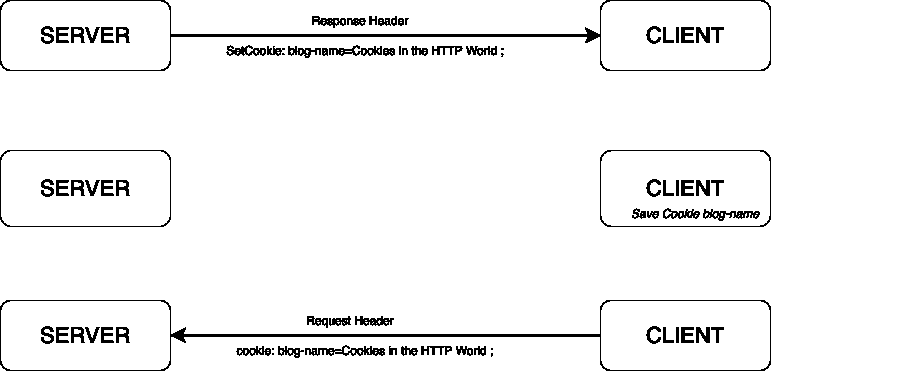 SERVER
Response Header
SetCookie: blog-name=Cookies in the HTTP World ;
CLIENT
SERVER
CLIENT
Save Cookie blog-name
SERVER
Request Header
cookie: blog-name=Cookies in the HTTP World ;
CLIENT